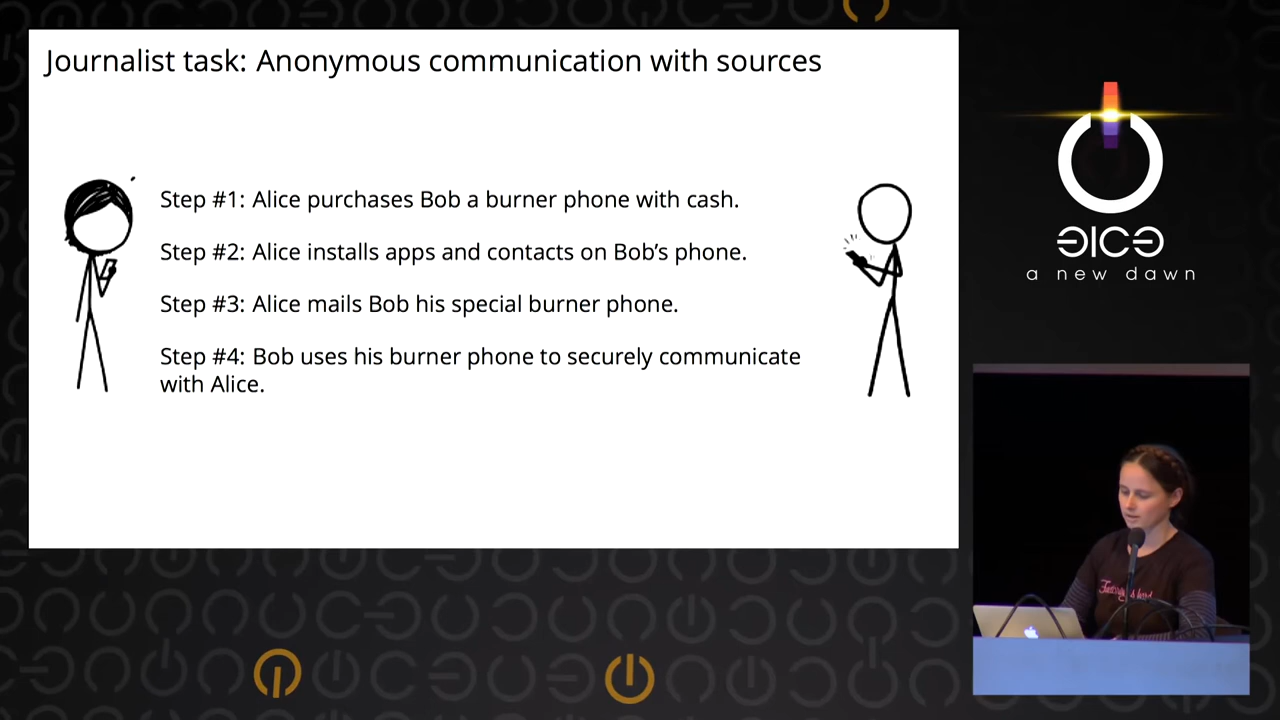 Journalist task: Anonymous communication with sources
Step #1: Alice purchases Bob a burner phone with cash.
Step #2: Alice installs apps and contacts on Bob’s phone.
Step #3: Alice mails Bob his special burner phone.
Step #4: Bob uses his burner phone to securely communicate
with Alice.
a new dawn